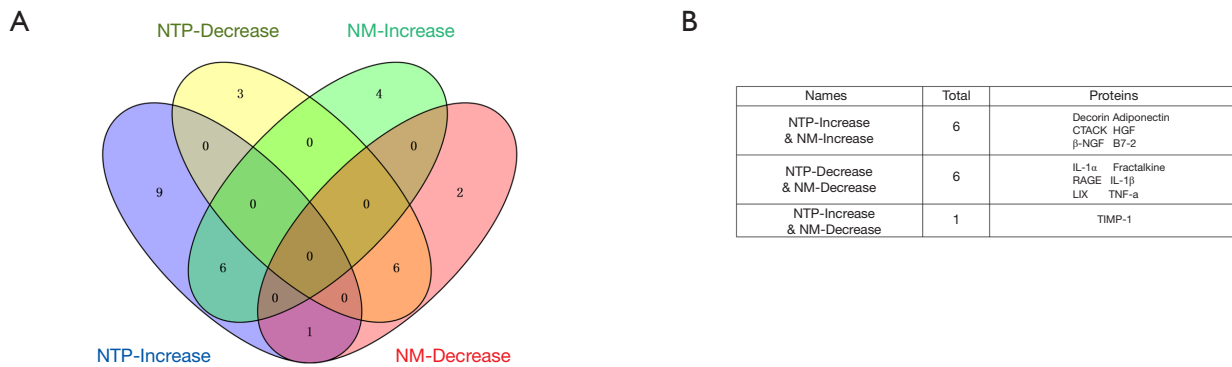 A
B
NTP-Decrease
NM-Increase
3
4
0
0
0
9
2
0
0
6
0
6
0
0
1
NTP-Increase
NM-Decrease
Names Total Proteins
NTP-Increase
& NM-Increase
6
Decorin Adiponectin
CTACK HGF
β-NGF B7-2
NTP-Decrease
& NM-Decrease
6
IL-1α Fractalkine
RAGE IL-1β
LIX TNF-a
NTP-Increase
& NM-Decrease
1
TIMP-1